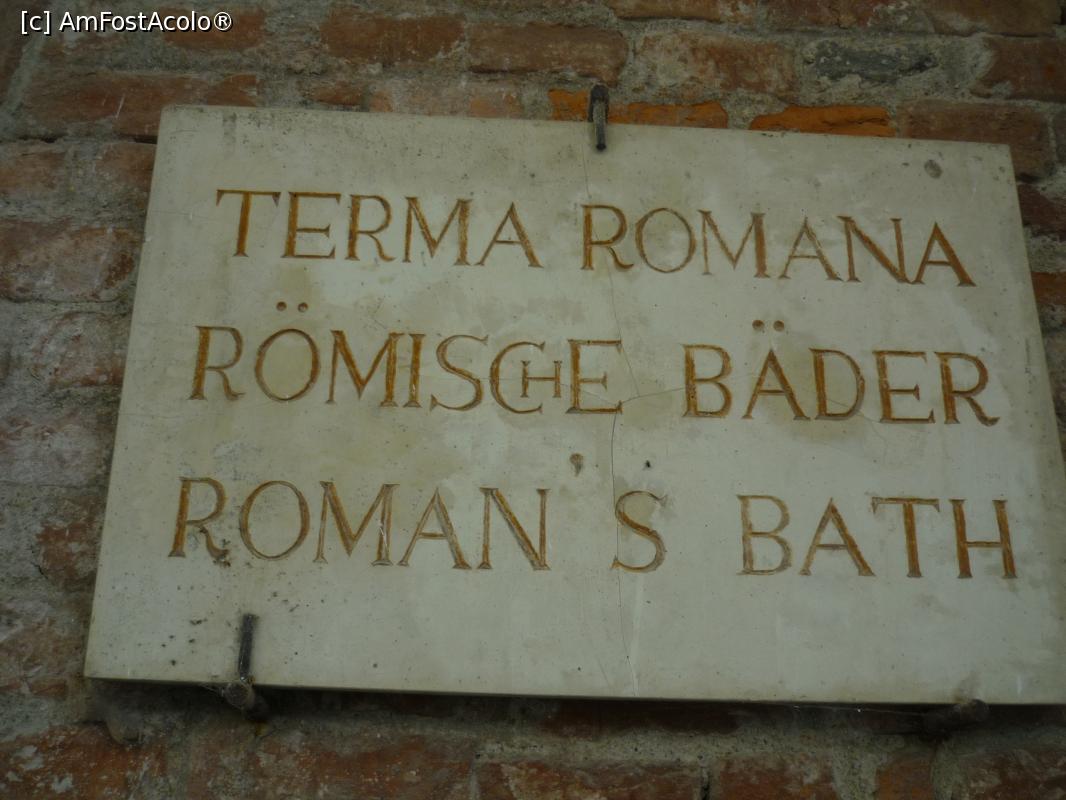 [c] AmFostAcolo®
TERMA ROMANA
RÖMISCHE BÄDER
ROMAN'S BATH